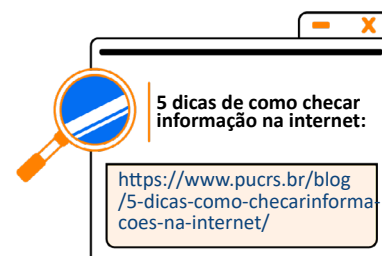 5 dicas de como checar
informação na internet:
https://www.pucrs.br/blog
/5-dicas-como-checarinforma-
coes-na-internet/